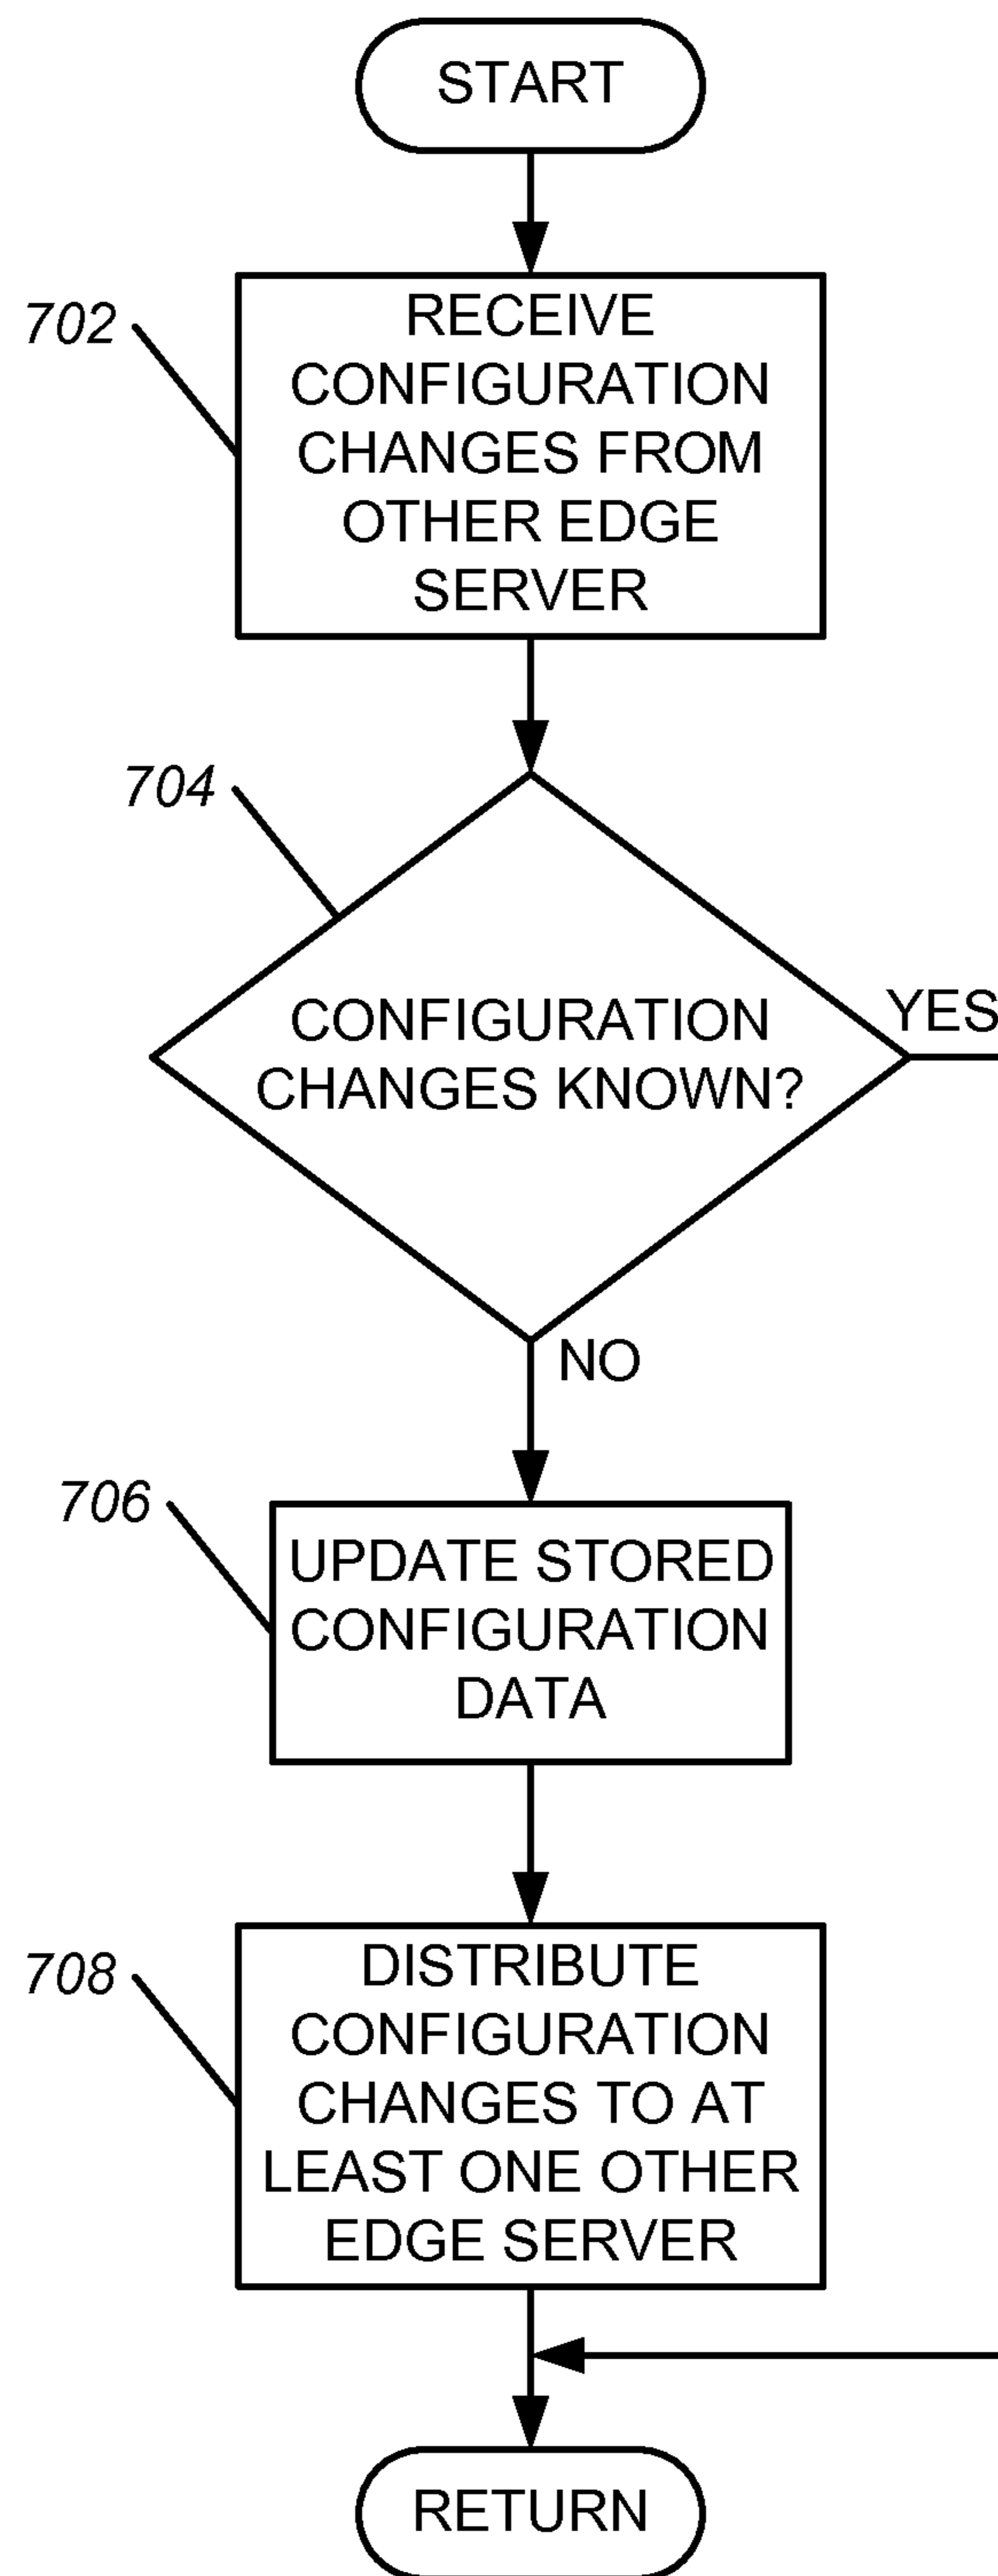 START
702
RECEIVE
CONFIGURATION
CHANGES FROM
OTHER EDGE
SERVER
704
CONFIGURATION
CHANGES KNOWN?
YES
NO
706
UPDATE STORED
CONFIGURATION
DATA
708
DISTRIBUTE
CONFIGURATION
CHANGES TO AT
LEAST ONE OTHER
EDGE SERVER
RETURN